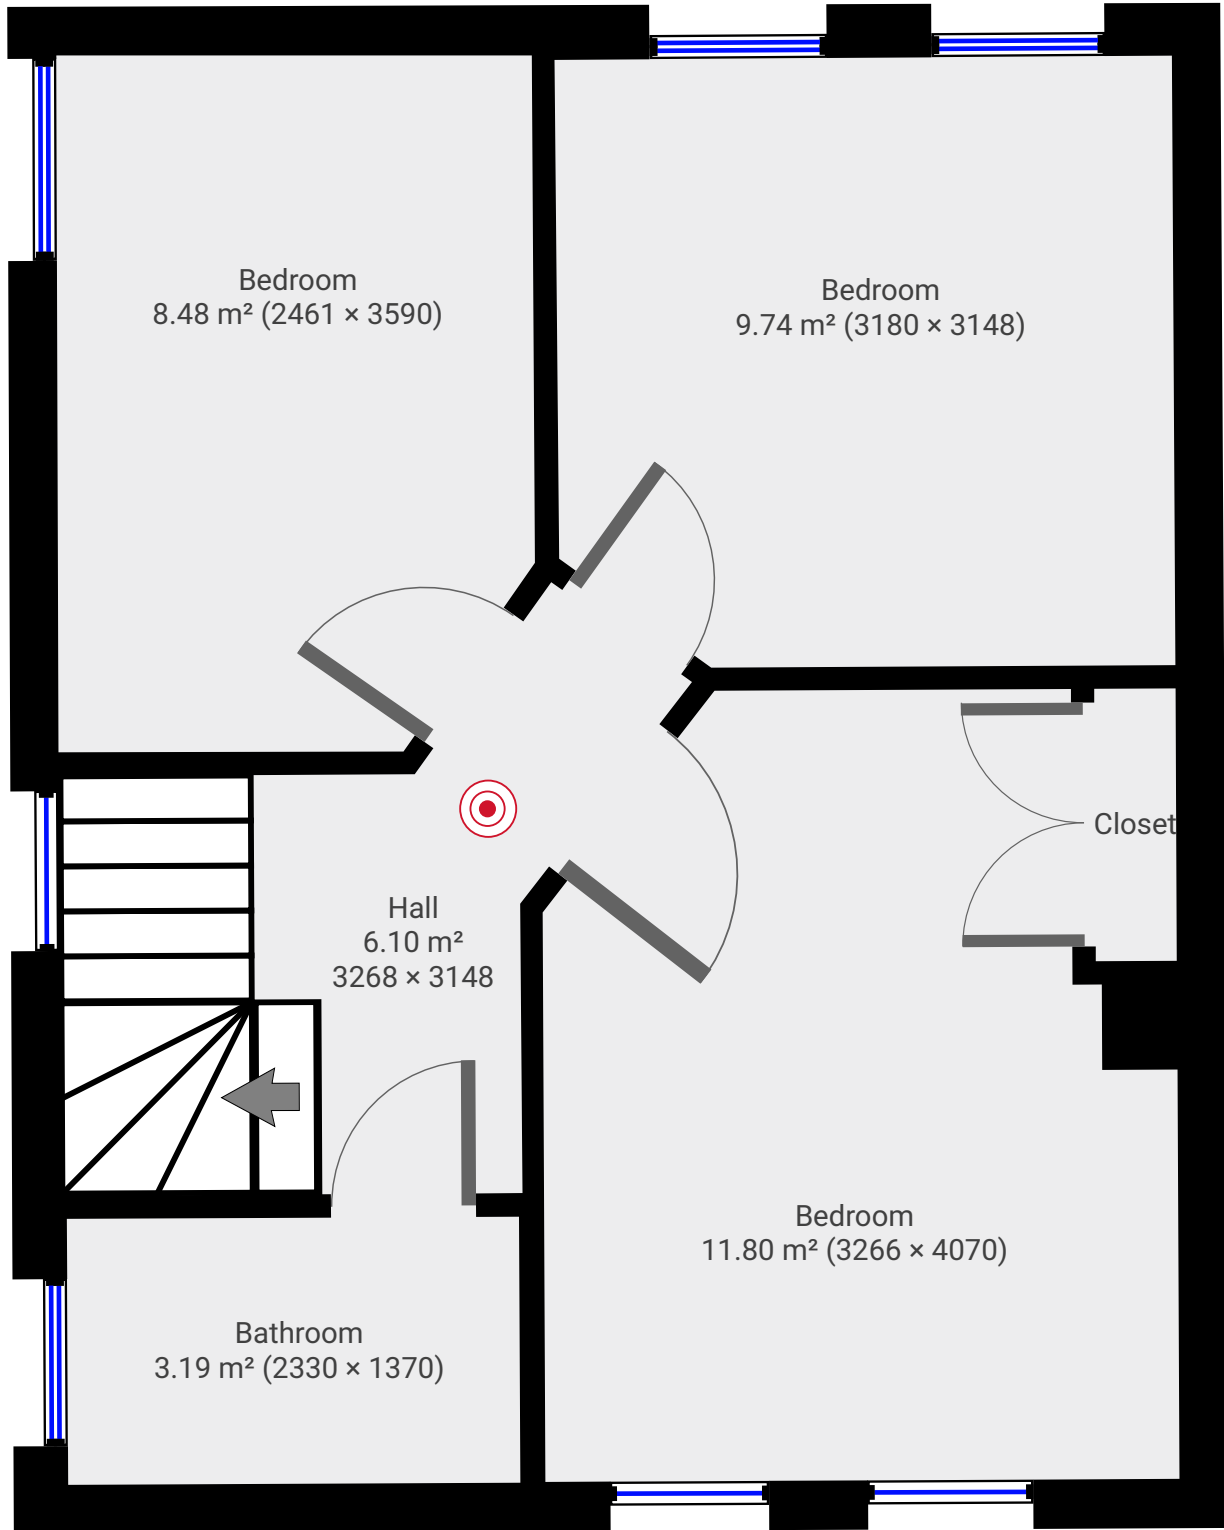 Bedroom
8.48 m² (2461 × 3590)
Bedroom
9.74 m² (3180 × 3148)
Closet
Hall
6.10 m²
3268 × 3148
Bedroom
11.80 m² (3266 × 4070)
Bathroom
3.19 m² (2330 × 1370)